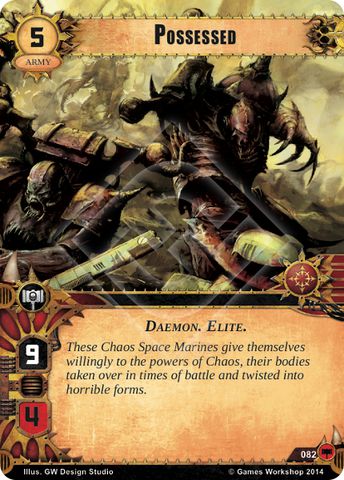 5
Possessed
ARMY
Daemon. Elite.
9
These Chaos Space Marines give themselves
willingly to the powers of Chaos, their bodies
taken over in times of battle and twisted into
horrible forms.
4
082
Illus. GW Design Studio
© Games Workshop 2014